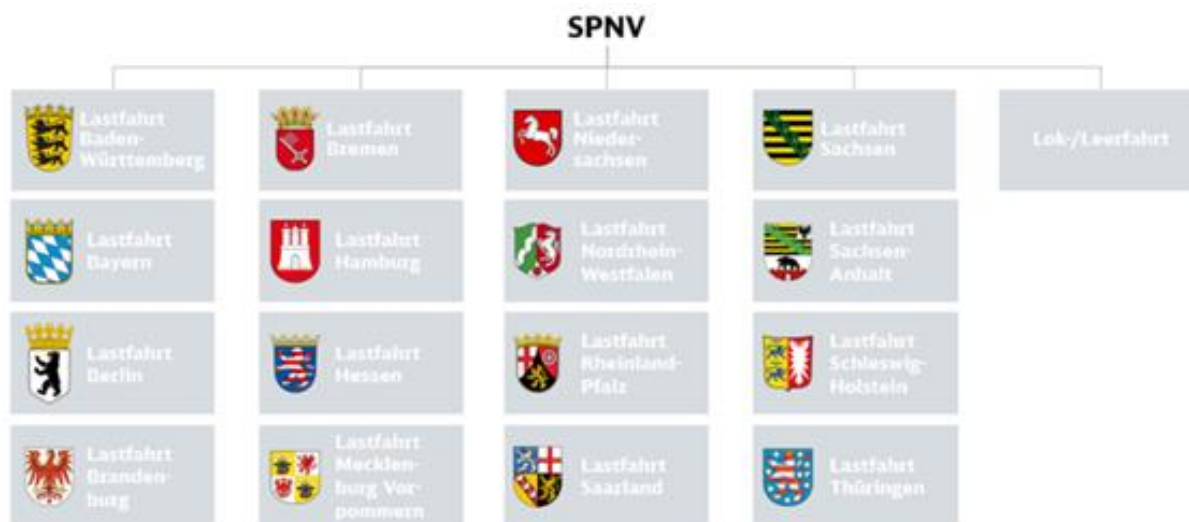 SPNV
Lastfahrt
Baden-
Württemberg
Lastfahrt
Bayern
Lastfahrt
Berlin
Lastfahrt
Branden-
burg
Lastfahrt
Bremen
Lastfahrt
Hamburg
Lastfahrt
Hessen
Lastfahrt
Mecklen-
burg Vor-
pommern
Lastfahrt
Nieder-
sachsen
Lastfahrt
Nordrhein-
Westfalen
Lastfahrt
Rheinland-
Pfalz
Lastfahrt
Saarland
Lastfahrt
Sachsen
Lastfahrt
Sachsen-
Anhalt
Lastfahrt
Schleswig-
Holstein
Lastfahrt
Thüringen
Lok-/Leerfahrt